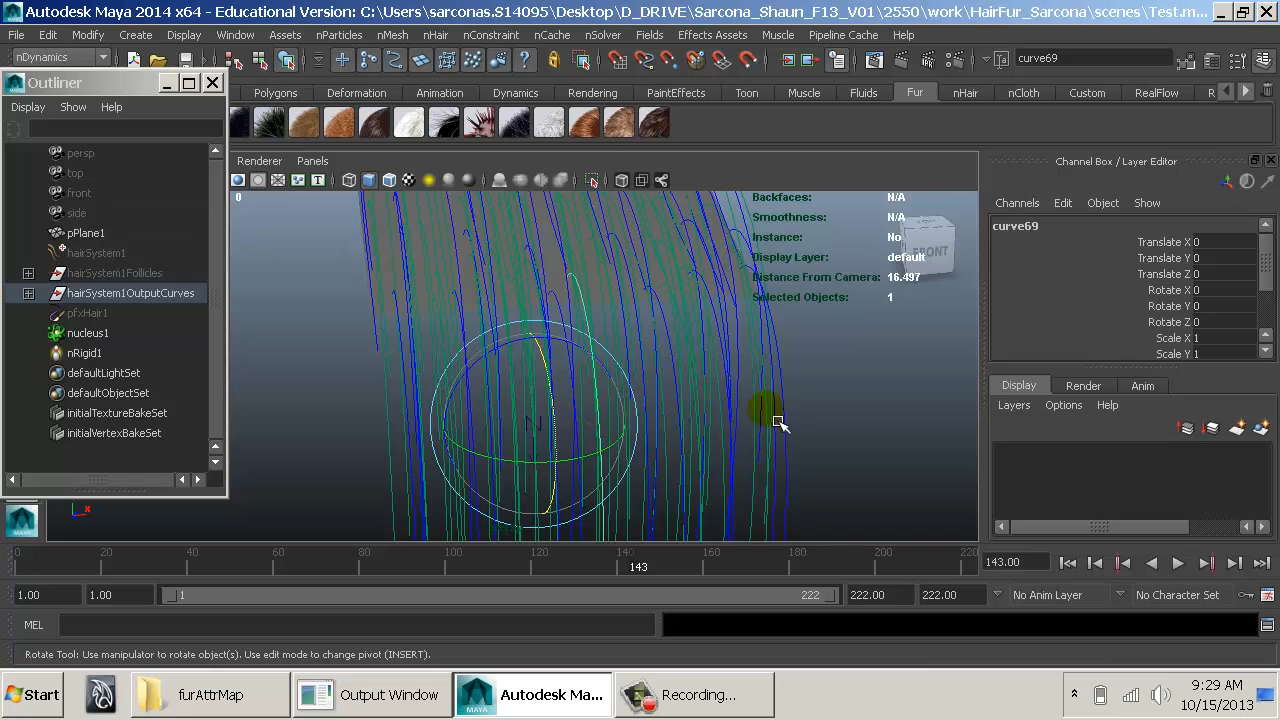 Autodesk Maya 2014 x64 - Educational Version: C:\Users\sarconas.S14095\Desktop\D_DRIVE\Sarcona_Shaun_F13_V01\2550\work\HairFur_Sarcona\scenes\Test.m...
File Edit Modify Create Display Window Assets nParticles nMesh nHair nConstraint nCache nSolver Fields Effects Assets Muscle Pipeline Cache Help
nDynamics curve69
Outliner
Display Show Help
Polygons Deformation Animation Dynamics Rendering PaintEffects Toon Muscle Fluids Fur nHair nCloth Custom RealFlow R
persp
top
front
side
pPlane1
hairSystem1
hairSystem1Follicles
hairSystem1OutputCurves
pfxHair1
nucleus1
nRigid1
defaultLightSet
defaultObjectSet
initialTextureBakeSet
initialVertexBakeSet
Renderer Panels
0
Backfaces: N/A
Smoothness: N/A
Instance: No
Display Layer: default
Distance From Camera: 16.497
Selected Objects: 1
FRONT
N
x
Channel Box / Layer Editor
Channels Edit Object Show
curve69
Translate X 0
Translate Y 0
Translate Z 0
Rotate X 0
Rotate Y 0
Rotate Z 0
Scale X 1
Scale Y 1
Display Render Anim
Layers Options Help
0 20 40 60 80 100 120 140 160 180 200 220
143
143.00
1.00 1.00 1 222 222.00 222.00 No Anim Layer No Character Set
MEL
Rotate Tool: Use manipulator to rotate object(s). Use edit mode to change pivot (INSERT).
Start furAttrMap Output Window MAYA Autodesk Ma... Recording... 9:29 AM
10/15/2013